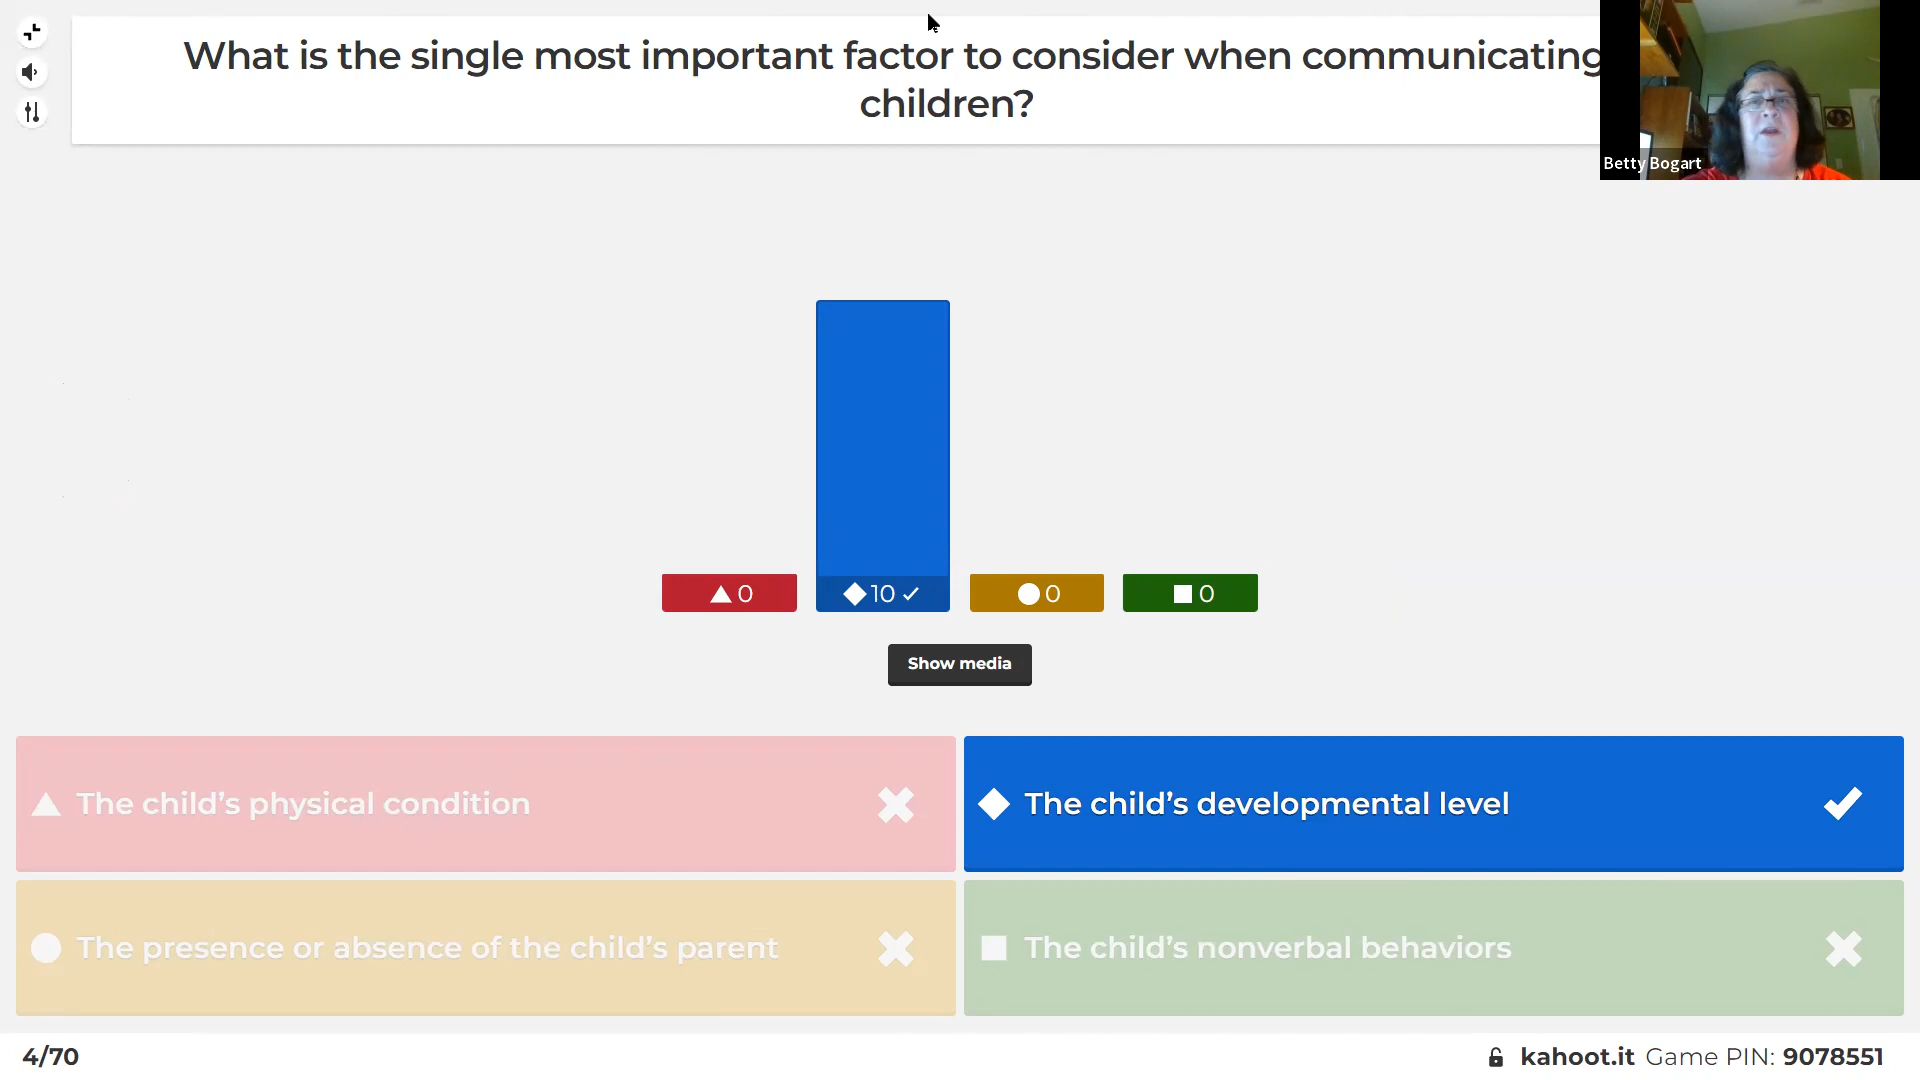 What is the single most important factor to consider when communicating
children?
Betty Bogart
0
10
0
0
Show media
The child’s physical condition
The child’s developmental level
The presence or absence of the child’s parent
The child’s nonverbal behaviors
4/70
kahoot.it Game PIN: 9078551